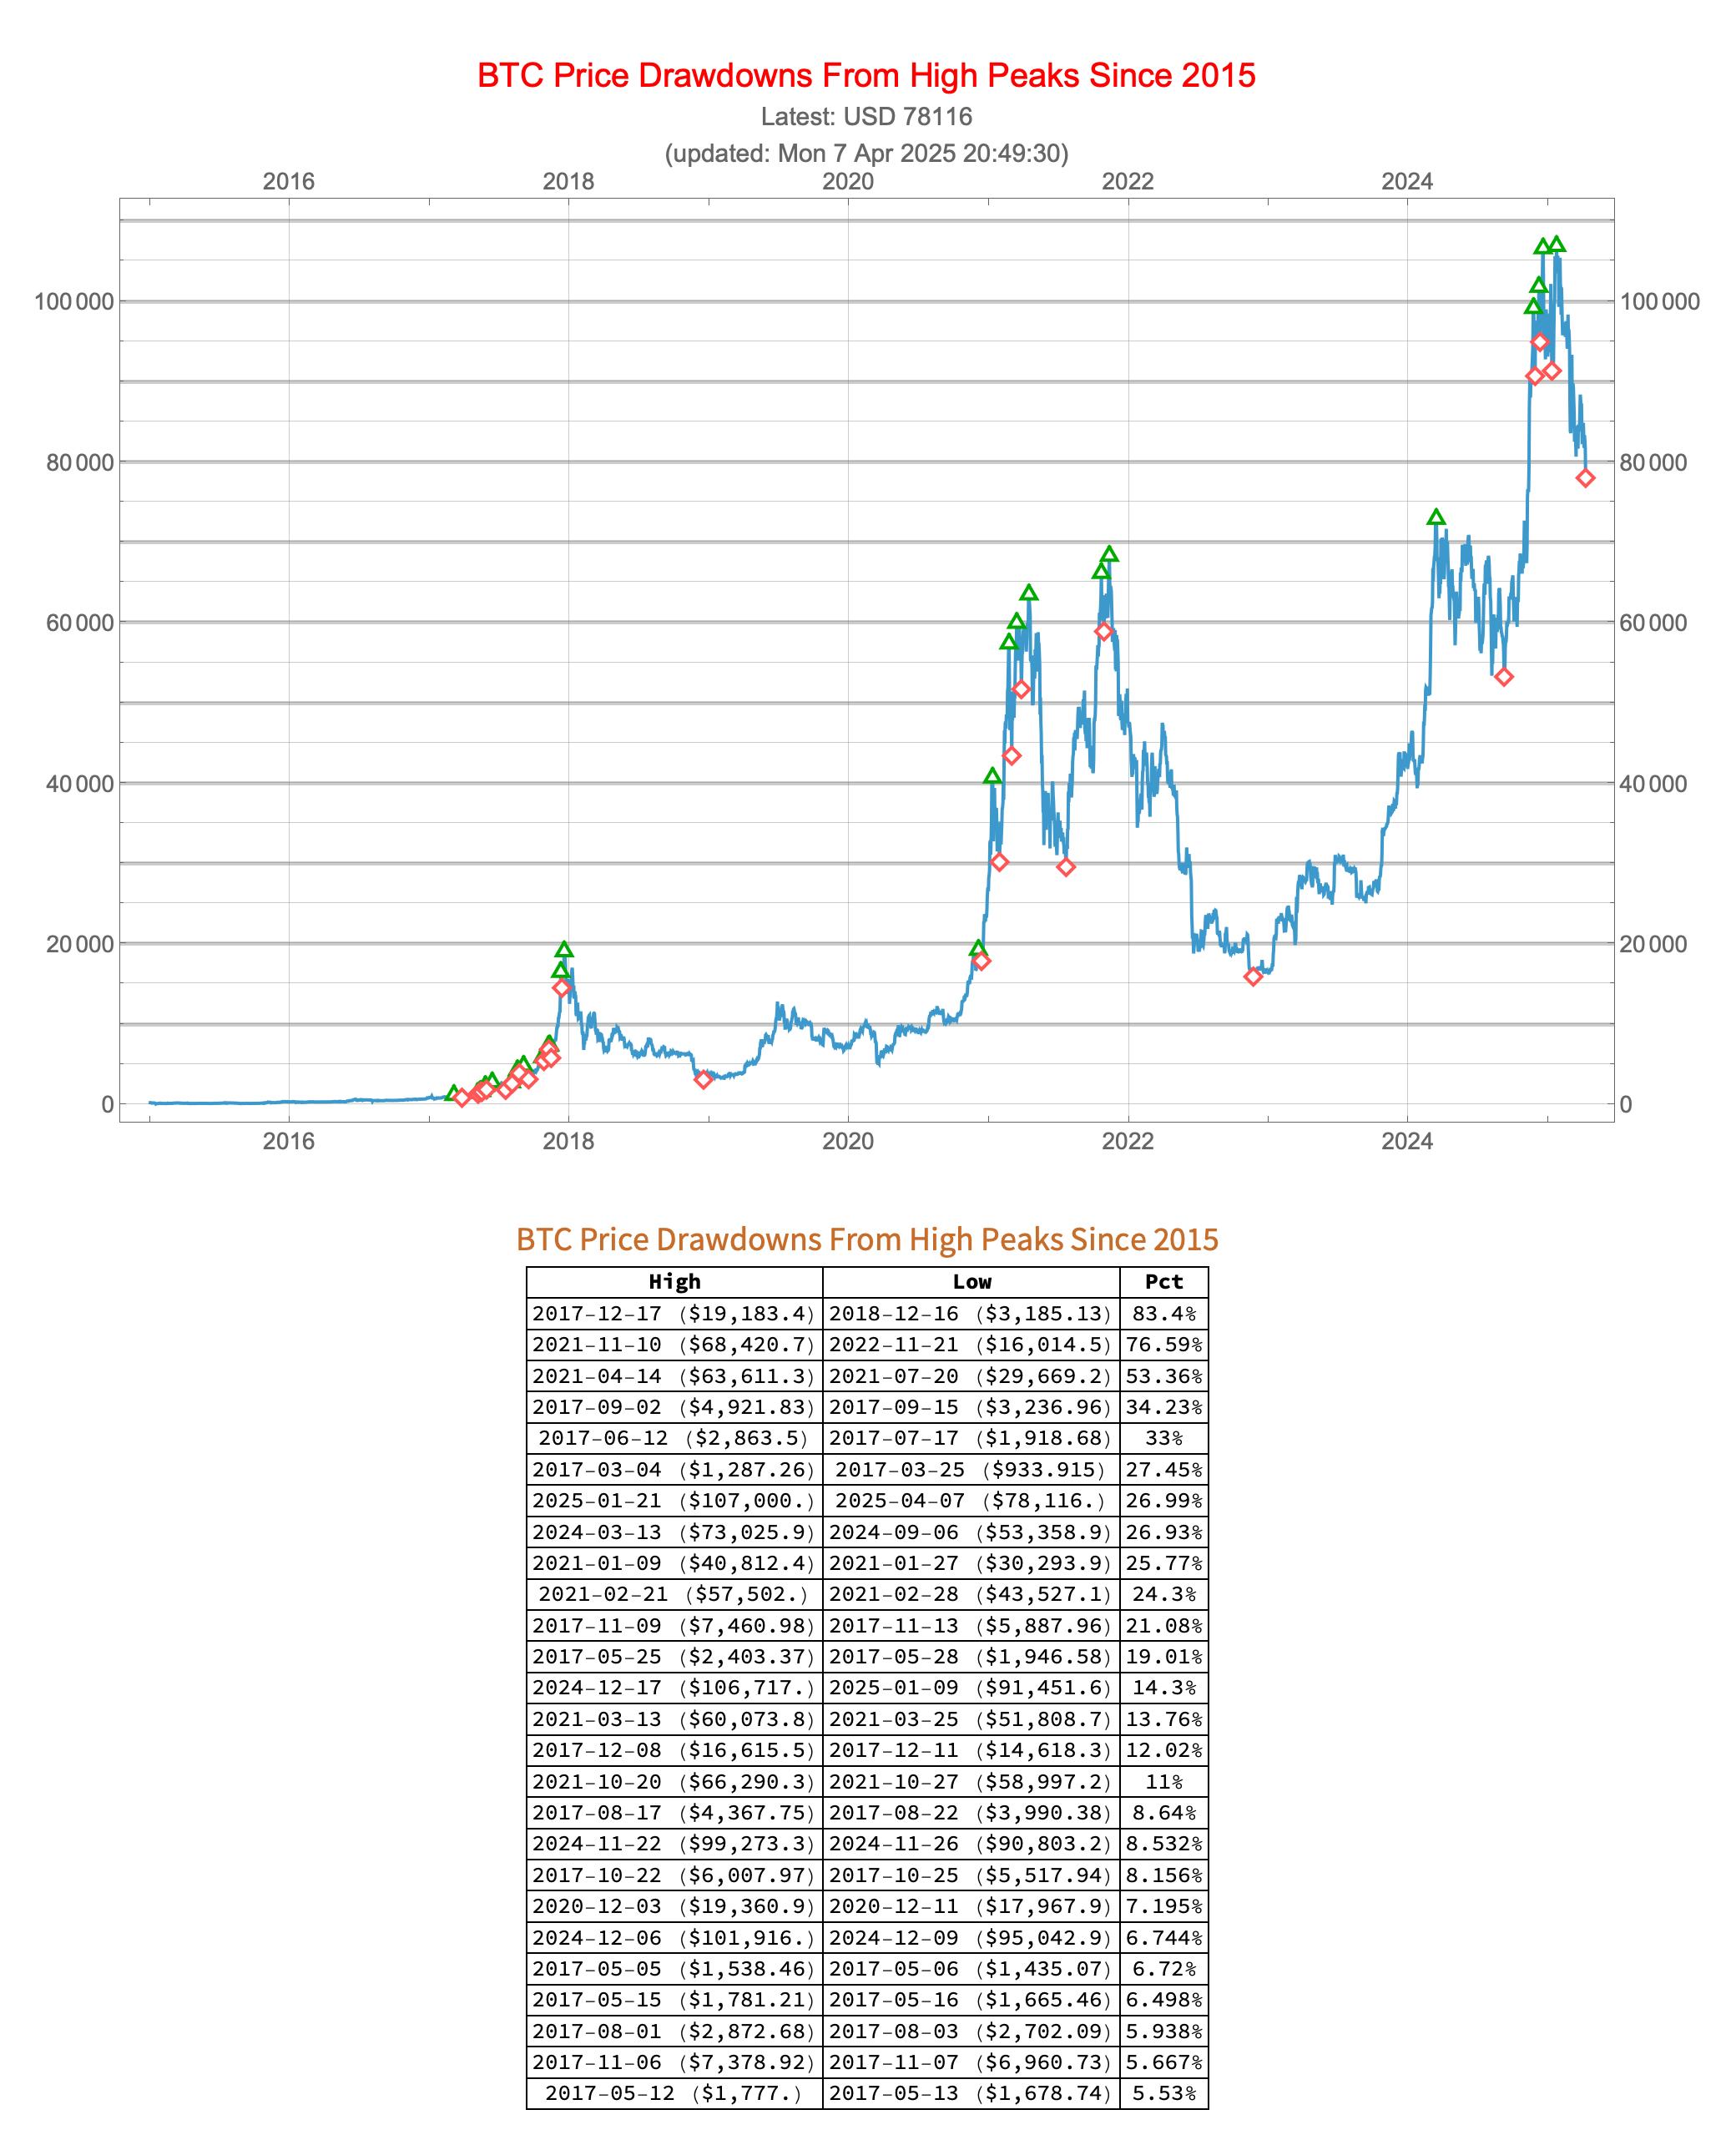 BTC Price Drawdowns From High Peaks Since 2015
Latest: USD 78116
(updated: Mon 7 Apr 2025 20:49:30)
2016 2018 2020 2022 2024
100 000 100 000
80 000 80 000
60 000 60 000
40 000 40 000
20 000 20 000
0 0
2016 2018 2020 2022 2024
BTC Price Drawdowns From High Peaks Since 2015
High Low Pct
2017-12-17 ($19,183.4) 2018-12-16 ($3,185.13) 83.4%
2021-11-10 ($68,420.7) 2022-11-21 ($16,014.5) 76.59%
2021-04-14 ($63,611.3) 2021-07-20 ($29,669.2) 53.36%
2017-09-02 ($4,921.83) 2017-09-15 ($3,236.96) 34.23%
2017-06-12 ($2,863.5) 2017-07-17 ($1,918.68) 33%
2017-03-04 ($1,287.26) 2017-03-25 ($933.915) 27.45%
2025-01-21 ($107,000.) 2025-04-07 ($78,116.) 26.99%
2024-03-13 ($73,025.9) 2024-09-06 ($53,358.9) 26.93%
2021-01-09 ($40,812.4) 2021-01-27 ($30,293.9) 25.77%
2021-02-21 ($57,502.) 2021-02-28 ($43,527.1) 24.3%
2017-11-09 ($7,460.98) 2017-11-13 ($5,887.96) 21.08%
2017-05-25 ($2,403.37) 2017-05-28 ($1,946.58) 19.01%
2024-12-17 ($106,717.) 2025-01-09 ($91,451.6) 14.3%
2021-03-13 ($60,073.8) 2021-03-25 ($51,808.7) 13.76%
2017-12-08 ($16,615.5) 2017-12-11 ($14,618.3) 12.02%
2021-10-20 ($66,290.3) 2021-10-27 ($58,997.2) 11%
2017-08-17 ($4,367.75) 2017-08-22 ($3,990.38) 8.64%
2024-11-22 ($99,273.3) 2024-11-26 ($90,803.2) 8.532%
2017-10-22 ($6,007.97) 2017-10-25 ($5,517.94) 8.156%
2020-12-03 ($19,360.9) 2020-12-11 ($17,967.9) 7.195%
2024-12-06 ($101,916.) 2024-12-09 ($95,042.9) 6.744%
2017-05-05 ($1,538.46) 2017-05-06 ($1,435.07) 6.72%
2017-05-15 ($1,781.21) 2017-05-16 ($1,665.46) 6.498%
2017-08-01 ($2,872.68) 2017-08-03 ($2,702.09) 5.938%
2017-11-06 ($7,378.92) 2017-11-07 ($6,960.73) 5.667%
2017-05-12 ($1,777.) 2017-05-13 ($1,678.74) 5.53%